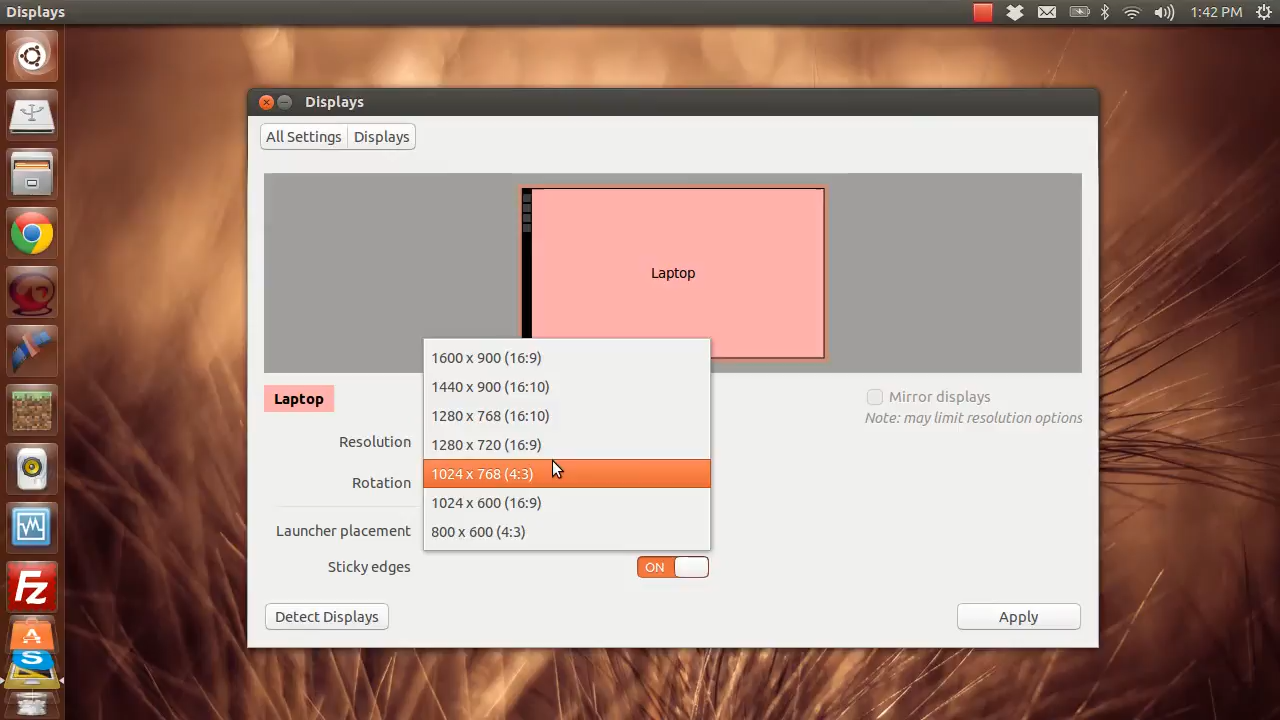 Displays
1:42 PM
Displays
All Settings
Displays
Laptop
Laptop
1600 x 900 (16:9)
1440 x 900 (16:10)
1280 x 768 (16:10)
1280 x 720 (16:9)
1024 x 768 (4:3)
1024 x 600 (16:9)
800 x 600 (4:3)
Mirror displays
Note: may limit resolution options
Resolution
Rotation
Launcher placement
Sticky edges
ON
Detect Displays
Apply
Fz
A
S